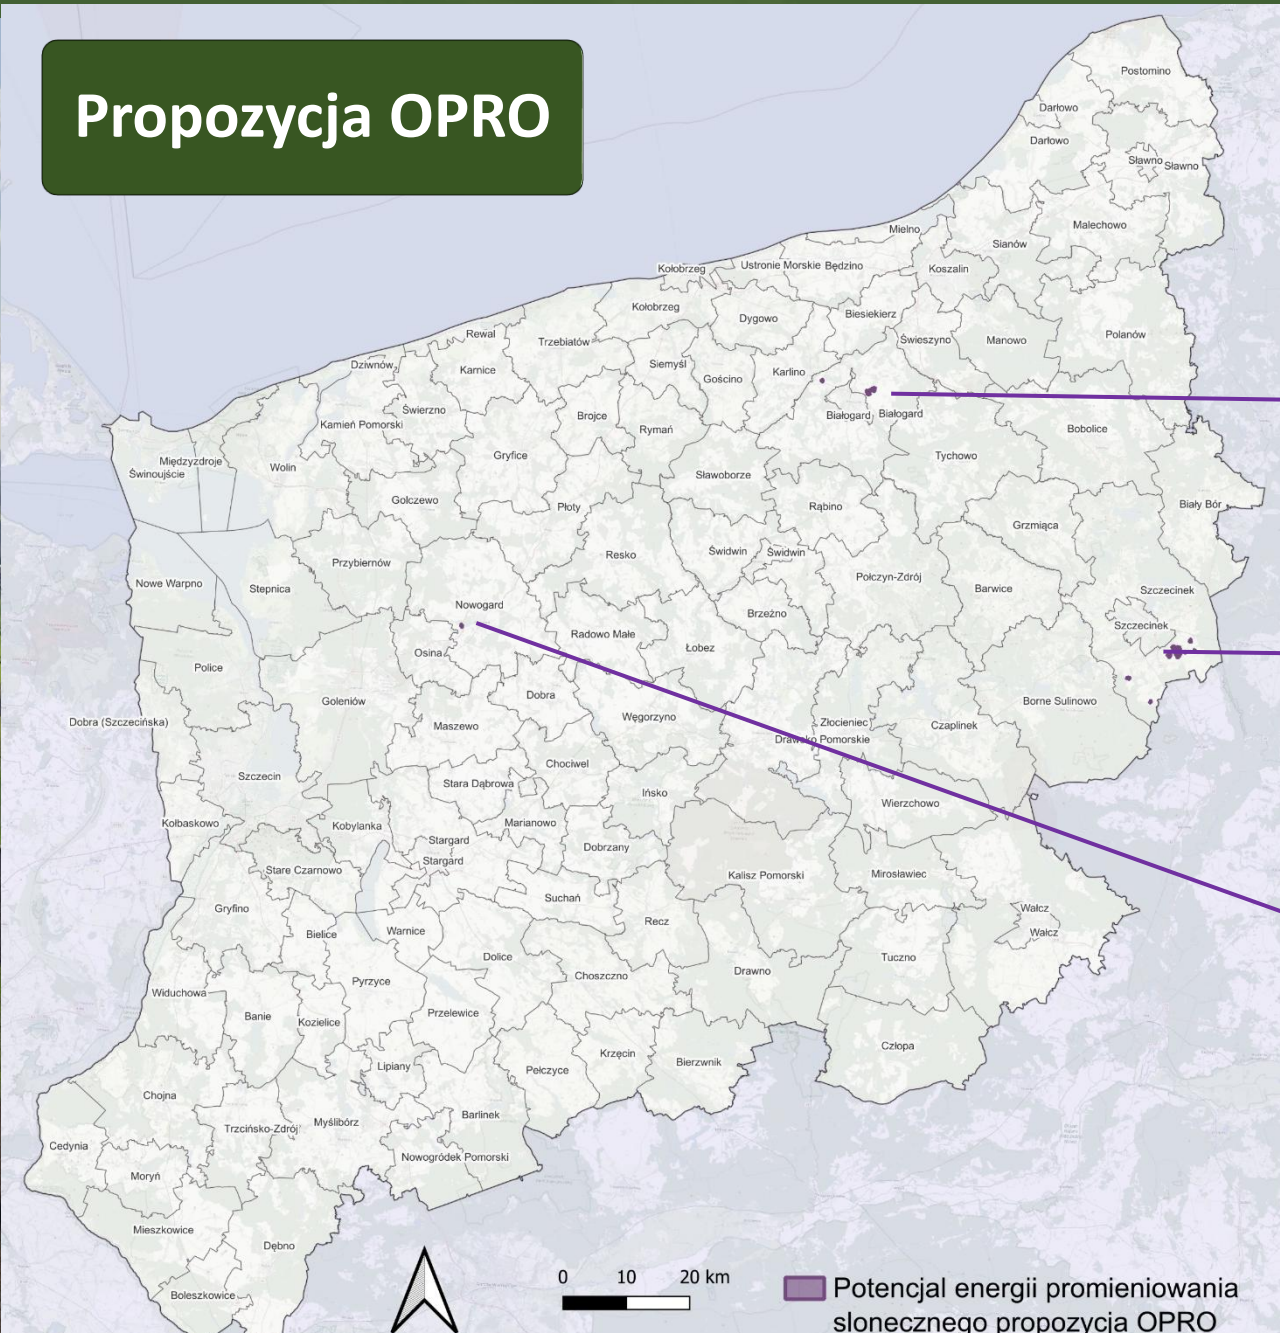 Propozycja OPRO
Postomino
Darłowo
Darłowo
Sławno
Sławno
Malechowo
Mielno
Sianów
Kołobrzeg
Ustronie Morskie
Będzino
Koszalin
Kołobrzeg
Dygowo
Biesiekierz
Świeszyno
Manowo
Polanów
Rewal
Trzebiatów
Siemyśl
Gościno
Karlino
Dziwnów
Karnice
Świerzno
Brojce
Rymań
Białogard
Białogard
Bobolice
Kamień Pomorski
Międzyzdroje
Świnoujście
Wolin
Gryfice
Sławoborze
Tychowo
Golczewo
Płoty
Rąbino
Biały Bór
Grzmiąca
Przybiernów
Resko
Świdwin
Świdwin
Połczyn-Zdrój
Barwice
Szczecinek
Nowe Warpno
Stepnica
Nowogard
Brzeżno
Szczecinek
Radowo Małe
Łobez
Osina
Police
Goleniów
Dobra
Węgorzyno
Borne Sulinowo
Dobra (Szczecińska)
Maszewo
Złocieniec
Czaplinek
Drawsko Pomorskie
Chociwel
Szczecin
Stara Dąbrowa
Ińsko
Wierzchowo
Kołbaskowo
Kobylanka
Marianowo
Stargard
Dobrzany
Stargard
Stare Czarnowo
Kalisz Pomorski
Mirosławiec
Suchań
Gryfino
Recz
Wałcz
Bielice
Warnice
Wałcz
Dolice
Tuczno
Choszczno
Drawno
Pyrzyce
Widuchowa
Banie
Kozielice
Przelewice
Człopa
Krzęcin
Bierzwnik
Lipiany
Pełczyce
Chojna
Barlinek
Trzcińsko-Zdrój
Myślibórz
Cedynia
Nowogródek Pomorski
Moryń
Mieszkowice
Dębno
Boleszkowice
0 10 20 km
Potencjal energii promieniowania
slonecznego propozycja OPRO